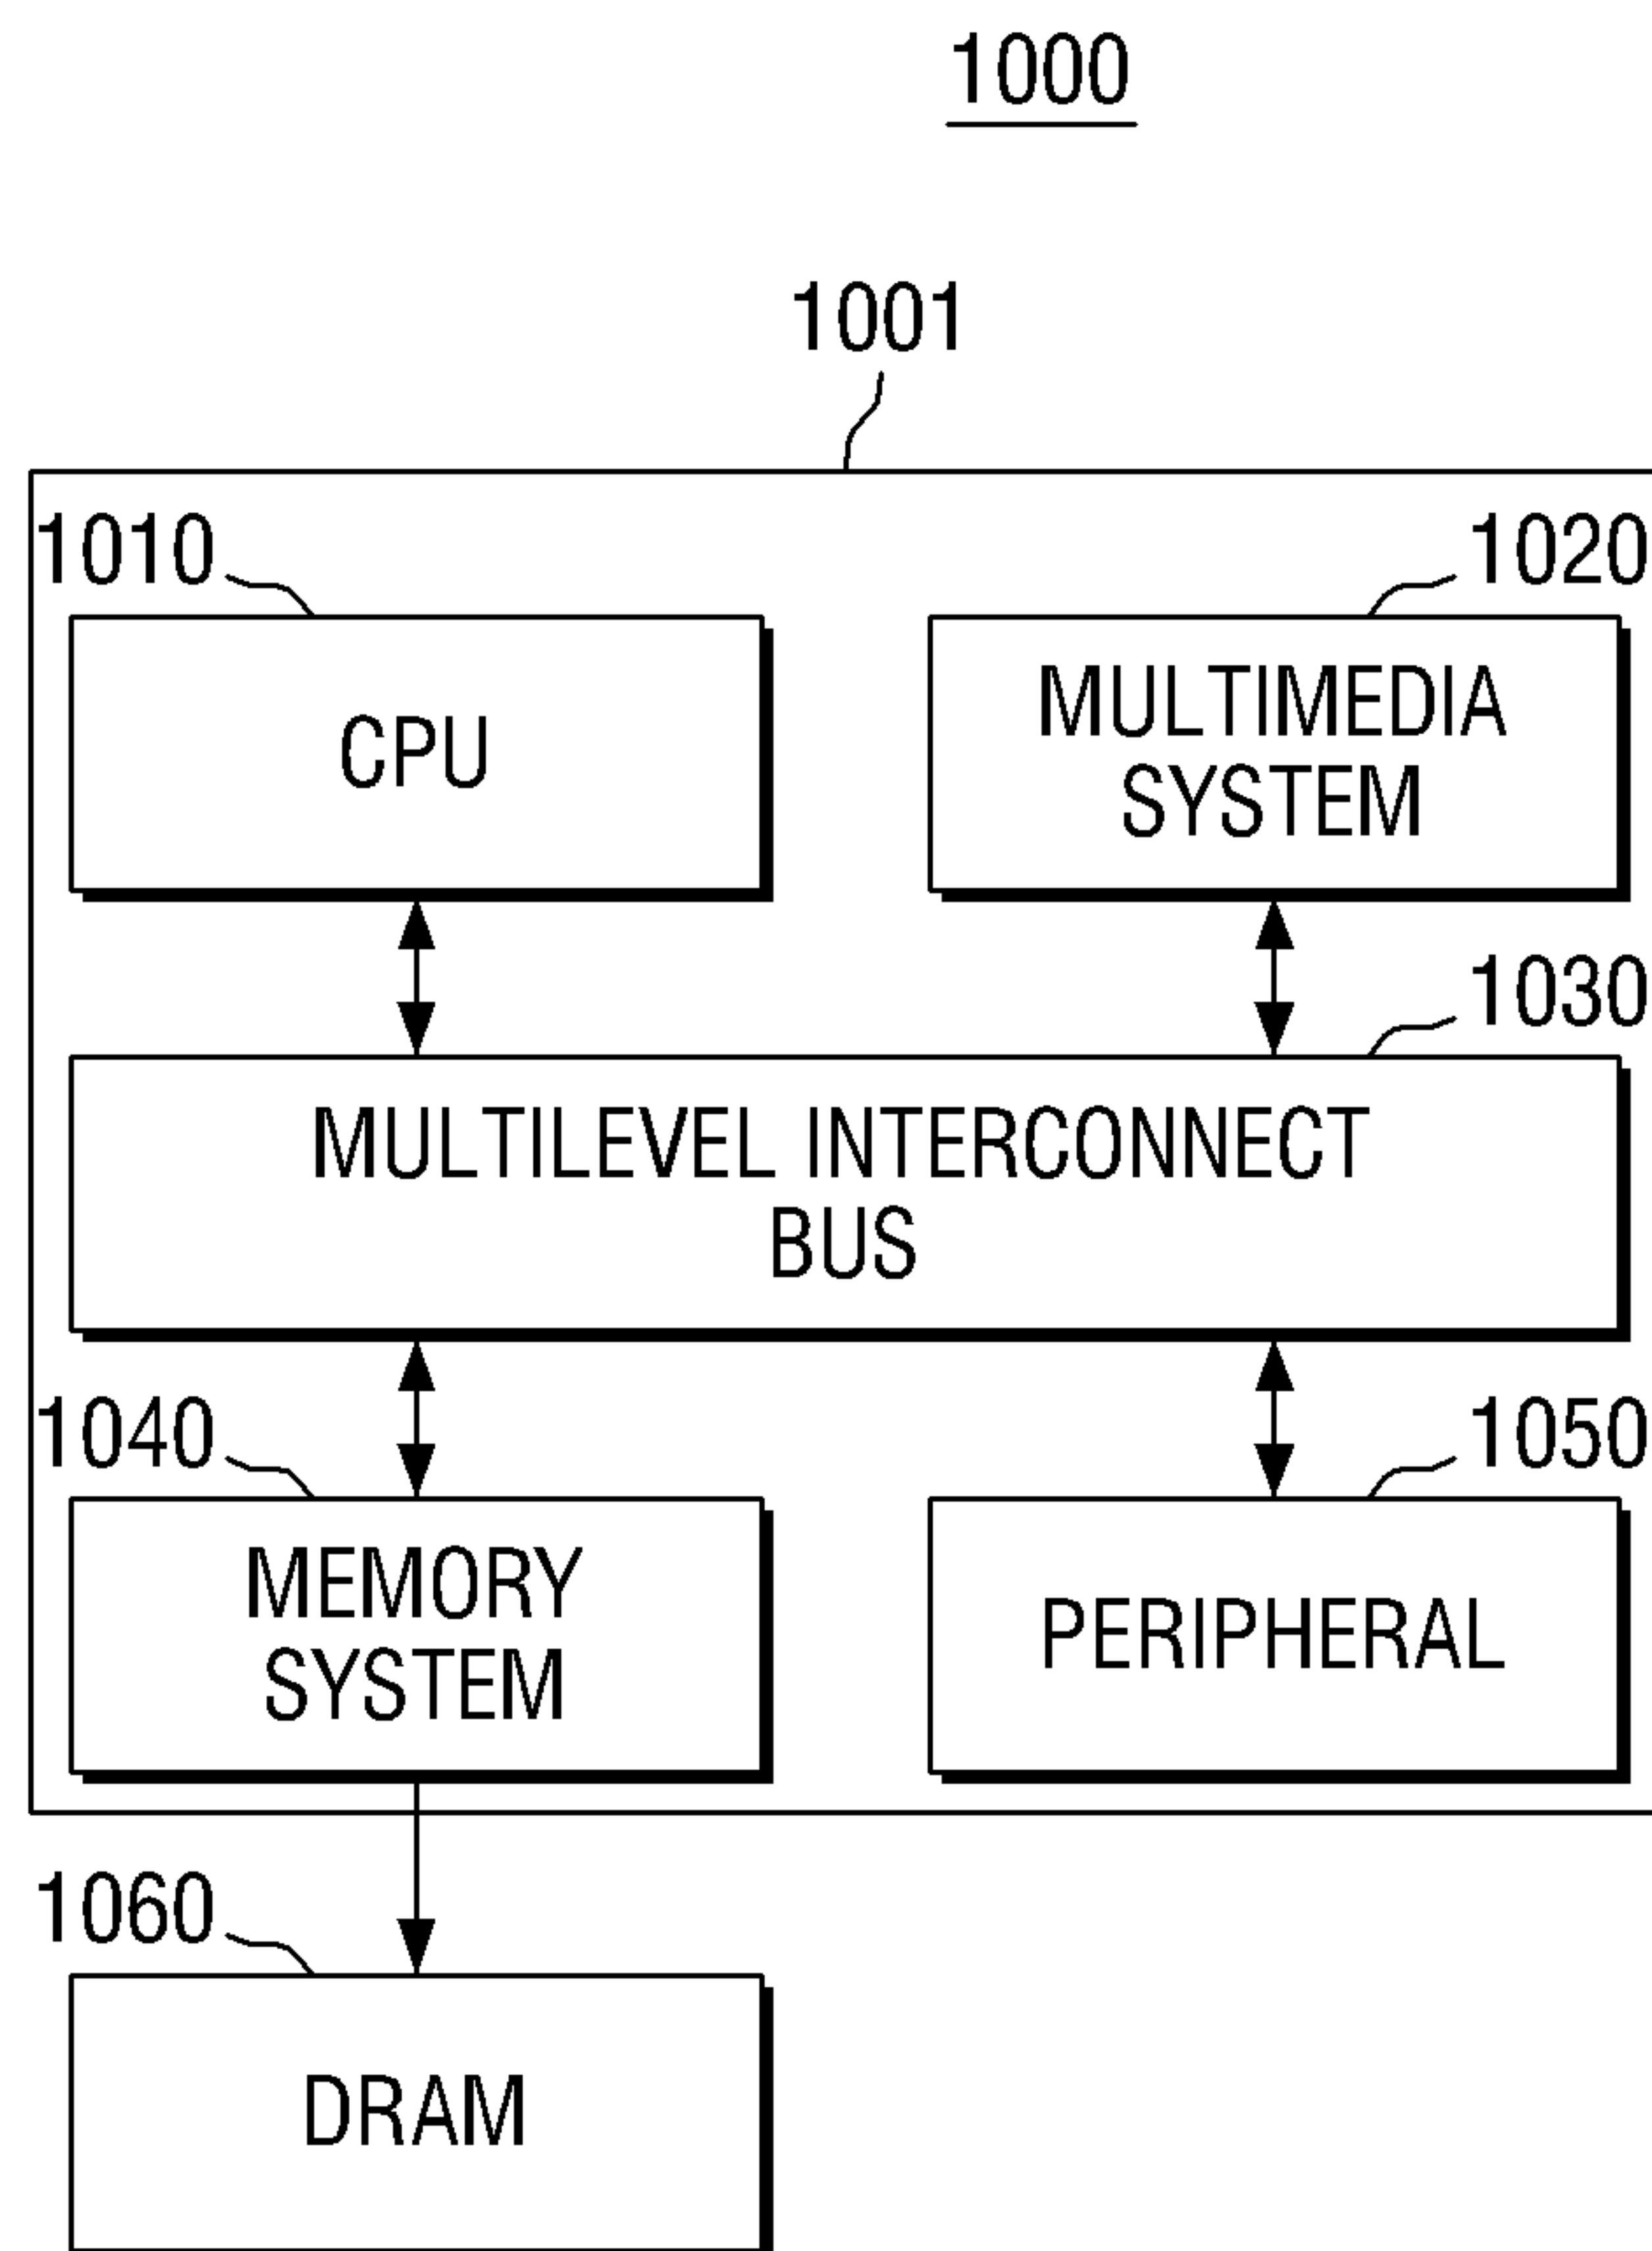 1000
1001
1010
1020
CPU
MULTIMEDIA
SYSTEM
1030
MULTILEVEL INTERCONNECT
BUS
1040
1050
MEMORY
SYSTEM
PERIPHERAL
1060
DRAM